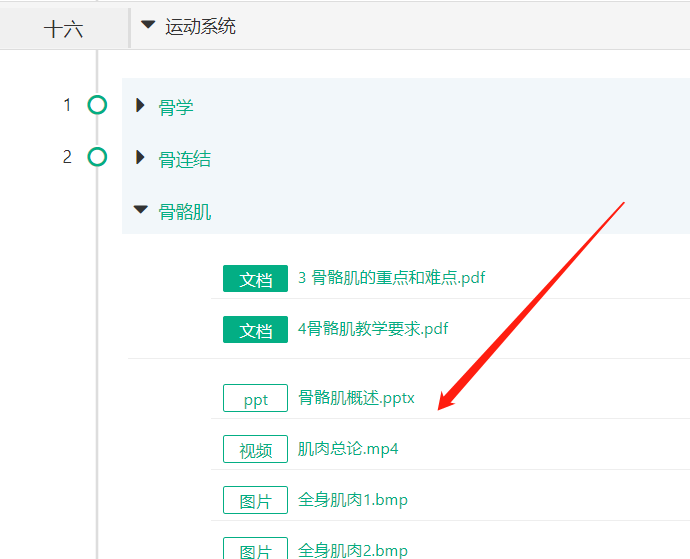 十六 运动系统
1 骨学
2 骨连结
骨骼肌
文档 3 骨骼肌的重点和难点.pdf
文档 4骨骼肌教学要求.pdf
ppt 骨骼肌概述.pptx
视频 肌肉总论.mp4
图片 全身肌肉1.bmp
图片 全身肌肉2.bmp